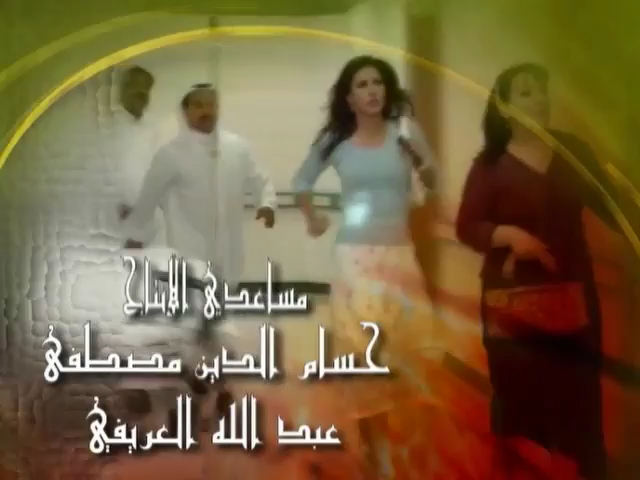 مساعدي الإنتاج
حسام الدين مصطفى
عبد الله العريفي